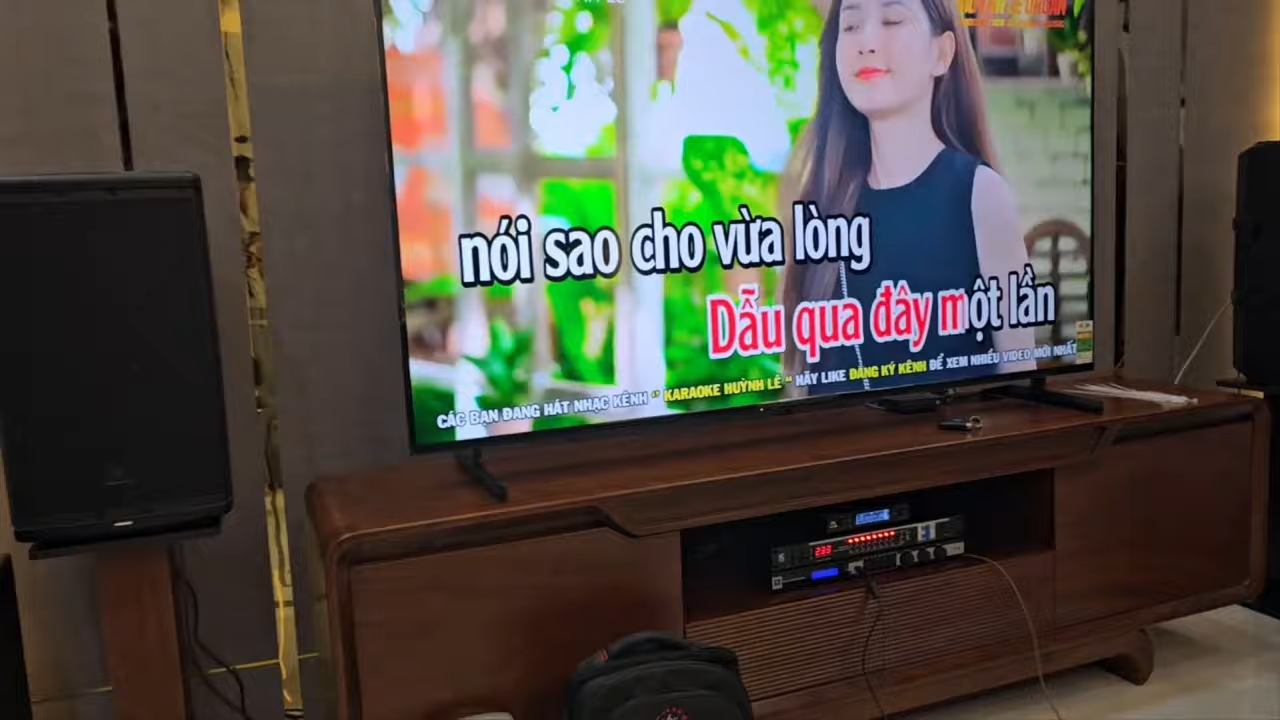 nói sao cho vừa lòng
Dẫu qua đây một lần
CÁC BẠN ĐANG HÁT NHẠC KÊNH " KARAOKE HUỲNH LÊ " HÃY LIKE ĐĂNG KÝ KÊNH ĐỂ XEM NHIỀU VIDEO MỚI NHẤT
233